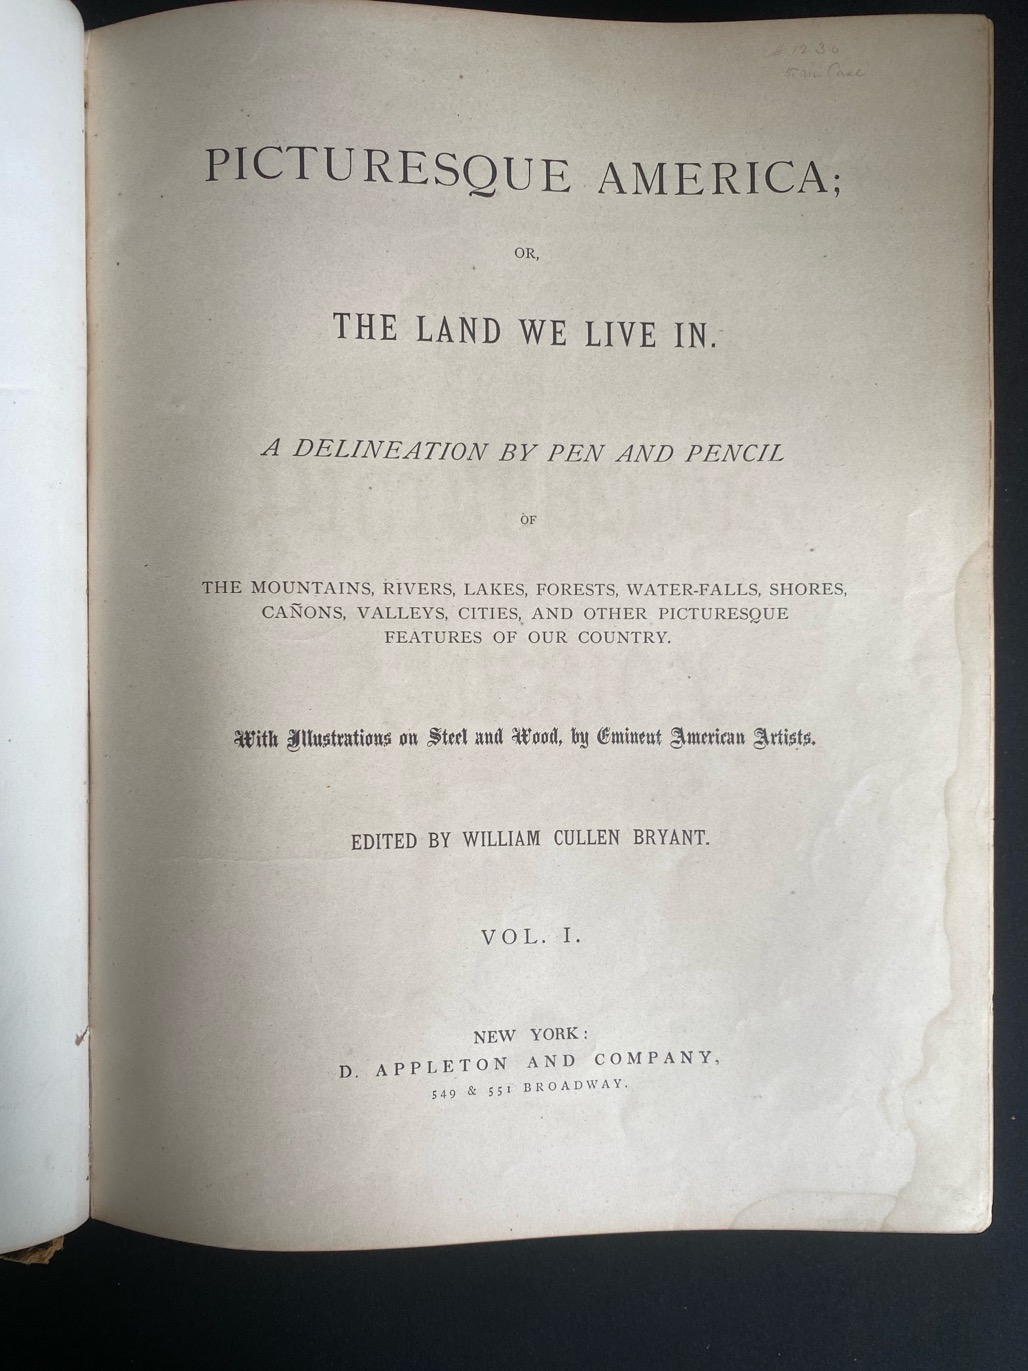 PICTURESQUE AMERICA;
OR,
THE LAND WE LIVE IN.
A DELINEATION BY PEN AND PENCIL
OF
THE MOUNTAINS, RIVERS, LAKES, FORESTS, WATER-FALLS, SHORES,
CAÑONS, VALLEYS, CITIES, AND OTHER PICTURESQUE
FEATURES OF OUR COUNTRY.
With Illustrations on Steel and Wood, by Eminent American Artists.
EDITED BY WILLIAM CULLEN BRYANT.
VOL. I.
NEW YORK:
D. APPLETON AND COMPANY,
549 & 551 BROADWAY.